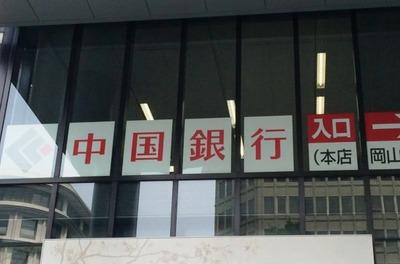 中国銀行 入口 →
(本店 岡山